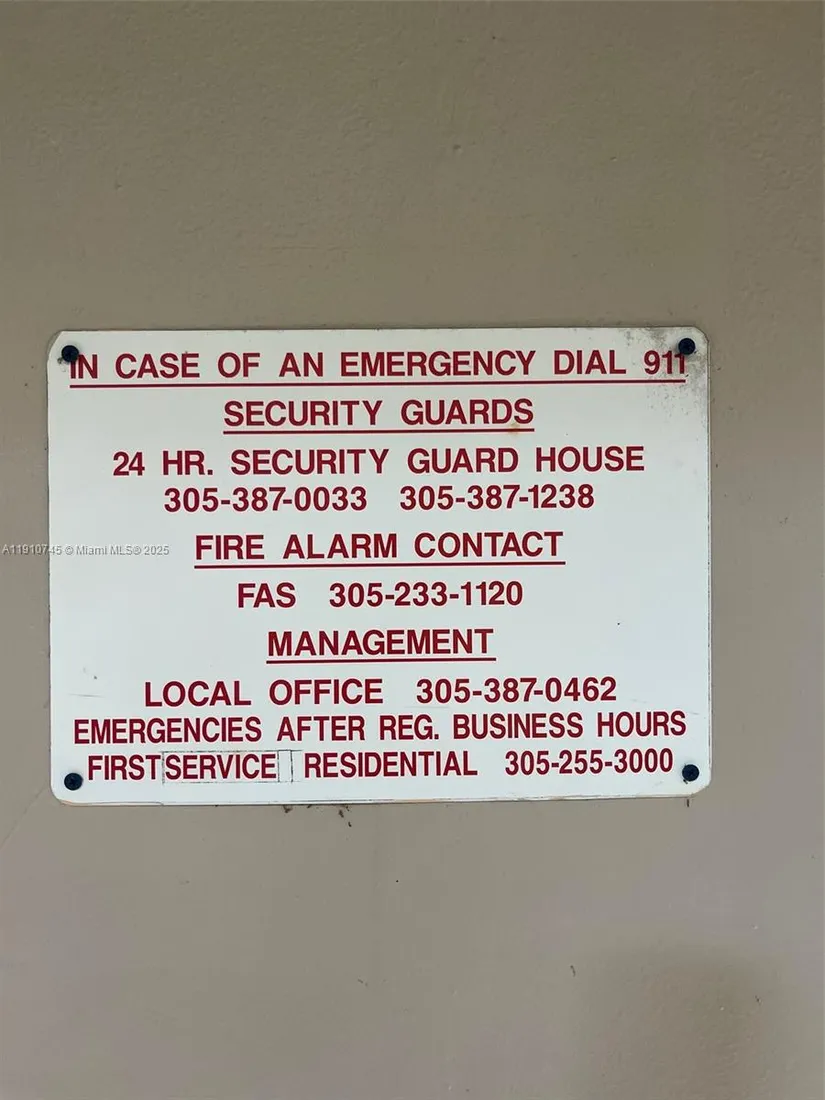 IN CASE OF AN EMERGENCY DIAL 911
SECURITY GUARDS
24 HR. SECURITY GUARD HOUSE
305-387-0033 305-387-1238
A11910745 © Miami MLS® 2025
FIRE ALARM CONTACT
FAS 305-233-1120
MANAGEMENT
LOCAL OFFICE 305-387-0462
EMERGENCIES AFTER REG. BUSINESS HOURS
FIRST SERVICE RESIDENTIAL 305-255-3000